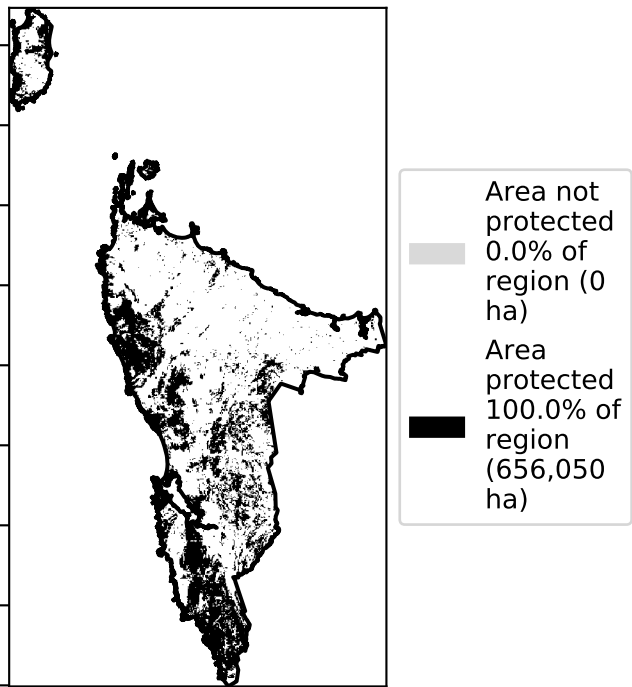 Area not
protected
0.0% of
region (0
ha)
Area
protected
100.0% of
region
(656,050
ha)